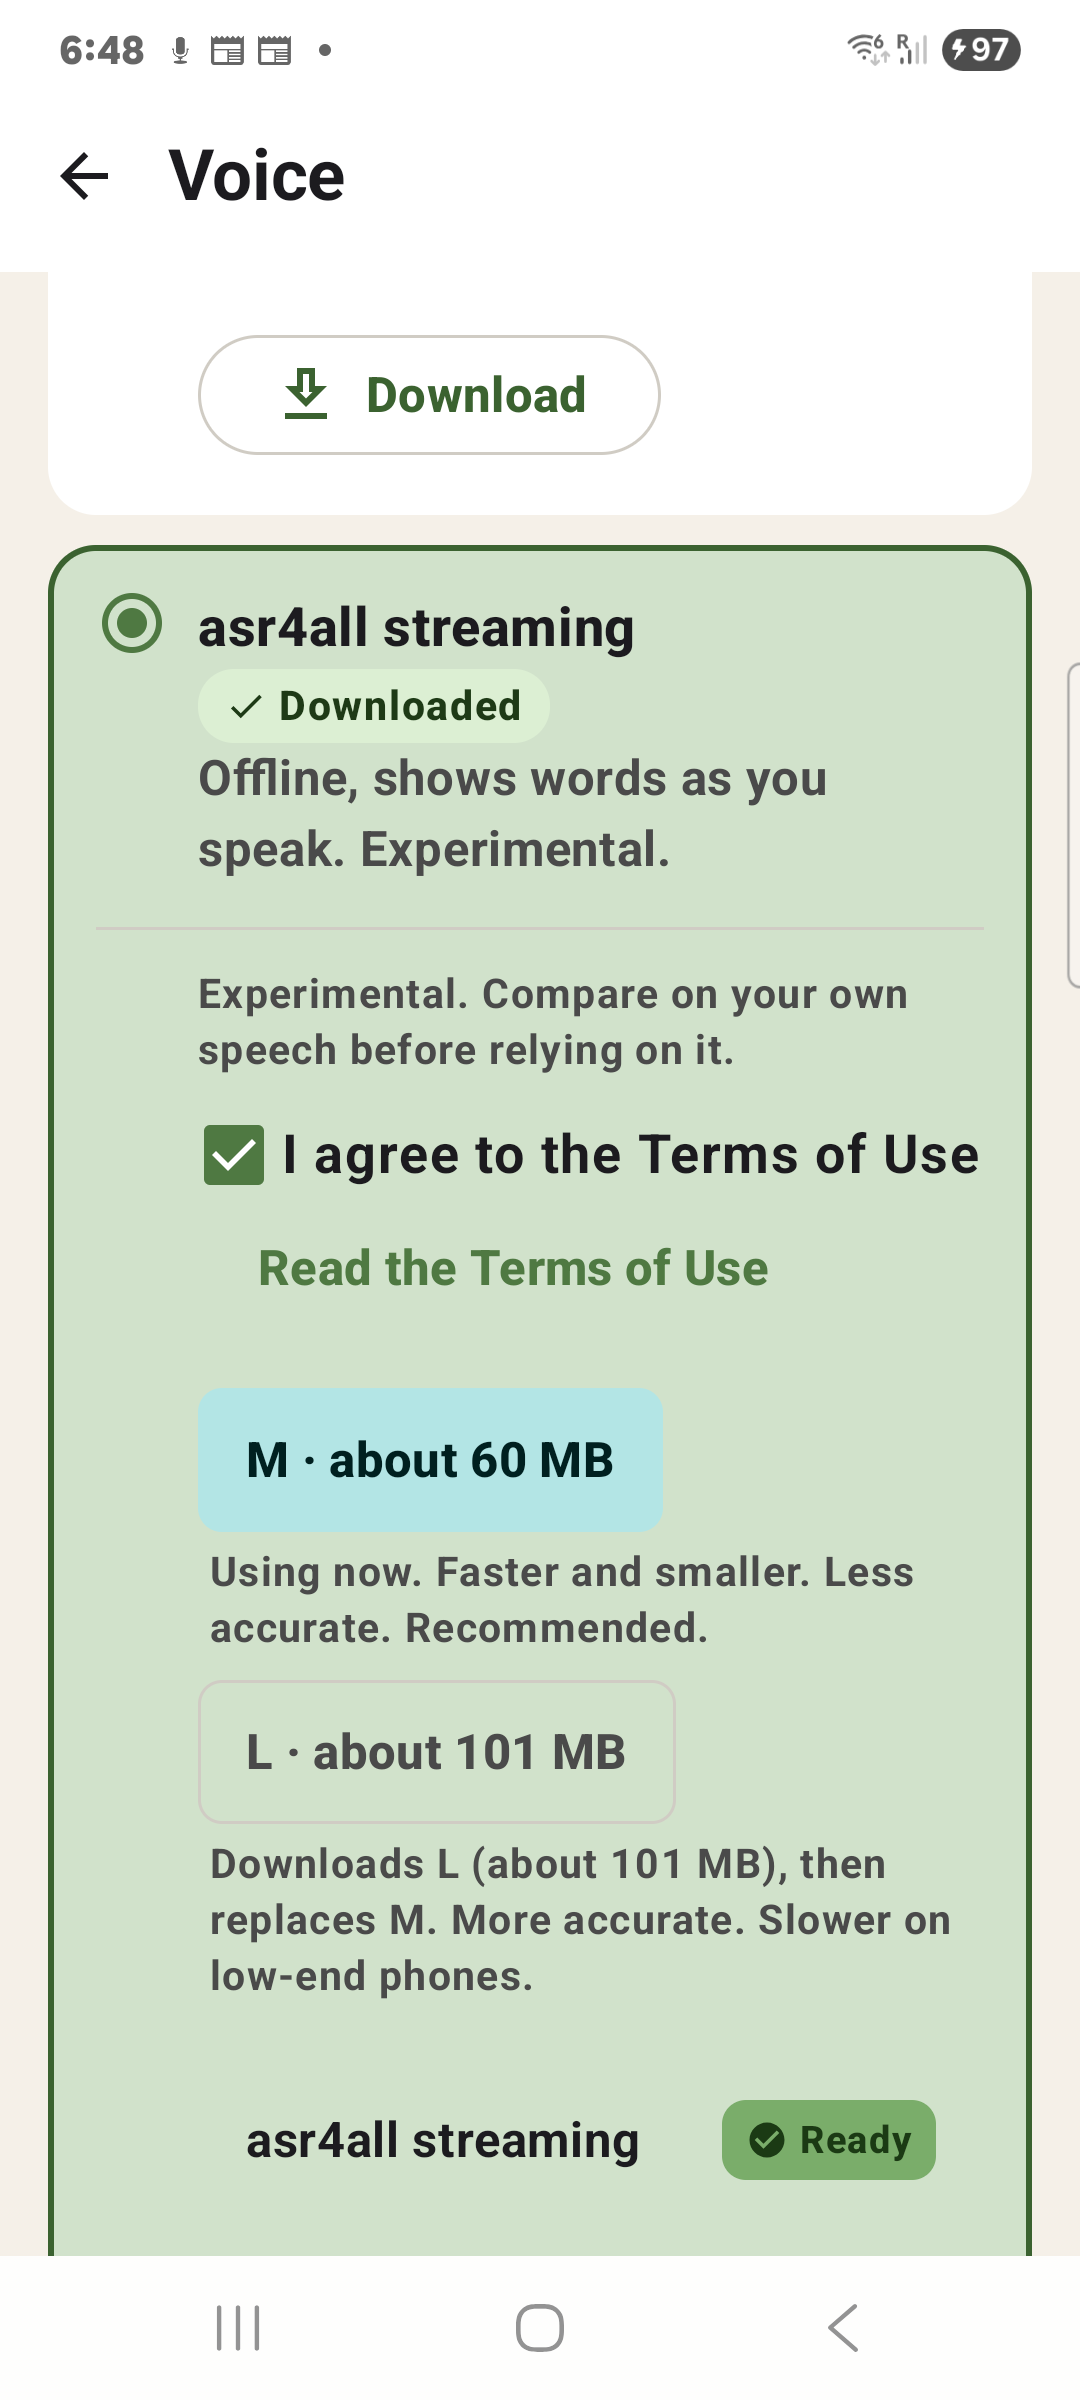 6:48
R
97
Voice
Download
asr4all streaming
Downloaded
Offline, shows words as you
speak. Experimental.
Experimental. Compare on your own
speech before relying on it.
I agree to the Terms of Use
Read the Terms of Use
M · about 60 MB
Using now. Faster and smaller. Less
accurate. Recommended.
L · about 101 MB
Downloads L (about 101 MB), then
replaces M. More accurate. Slower on
low-end phones.
asr4all streaming
Ready